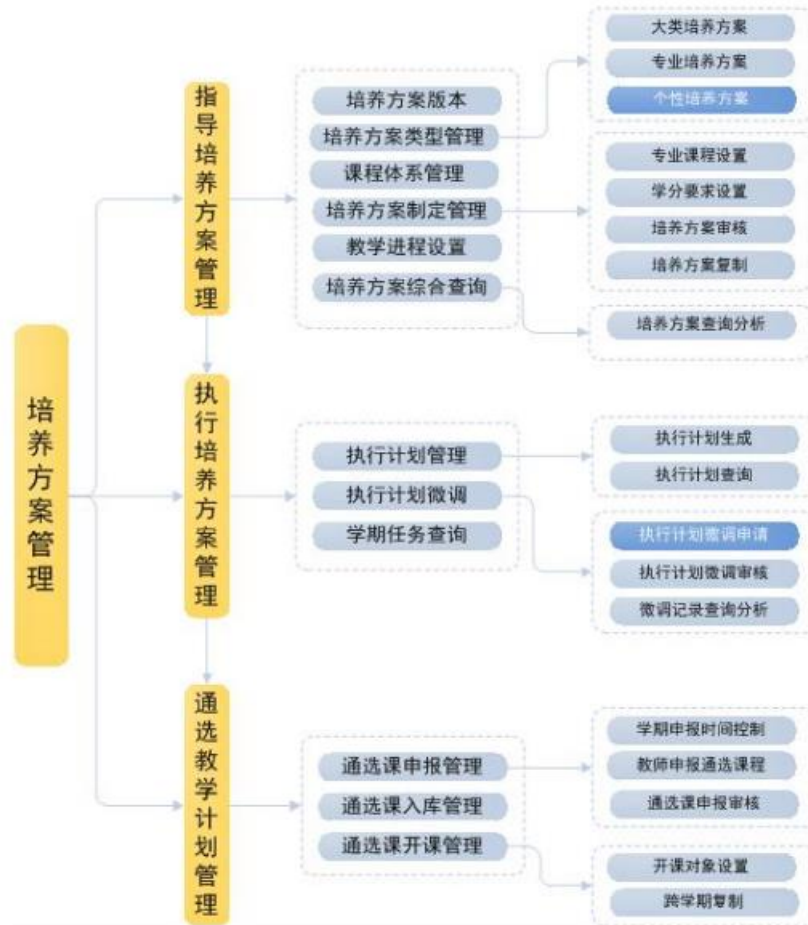 培养方案管理
指导培养方案管理
培养方案版本
培养方案类型管理
课程体系管理
培养方案制定管理
教学进程设置
培养方案综合查询
大类培养方案
专业培养方案
个性培养方案
专业课程设置
学分要求设置
培养方案审核
培养方案复制
培养方案查询分析
执行培养方案管理
执行计划管理
执行计划微调
学期任务查询
执行计划生成
执行计划查询
执行计划微调申请
执行计划微调审核
微调记录查询分析
通选教学计划管理
通选课申报管理
通选课入库管理
通选课开课管理
学期申报时间控制
教师申报通选课程
通选课申报审核
开课对象设置
跨学期复制